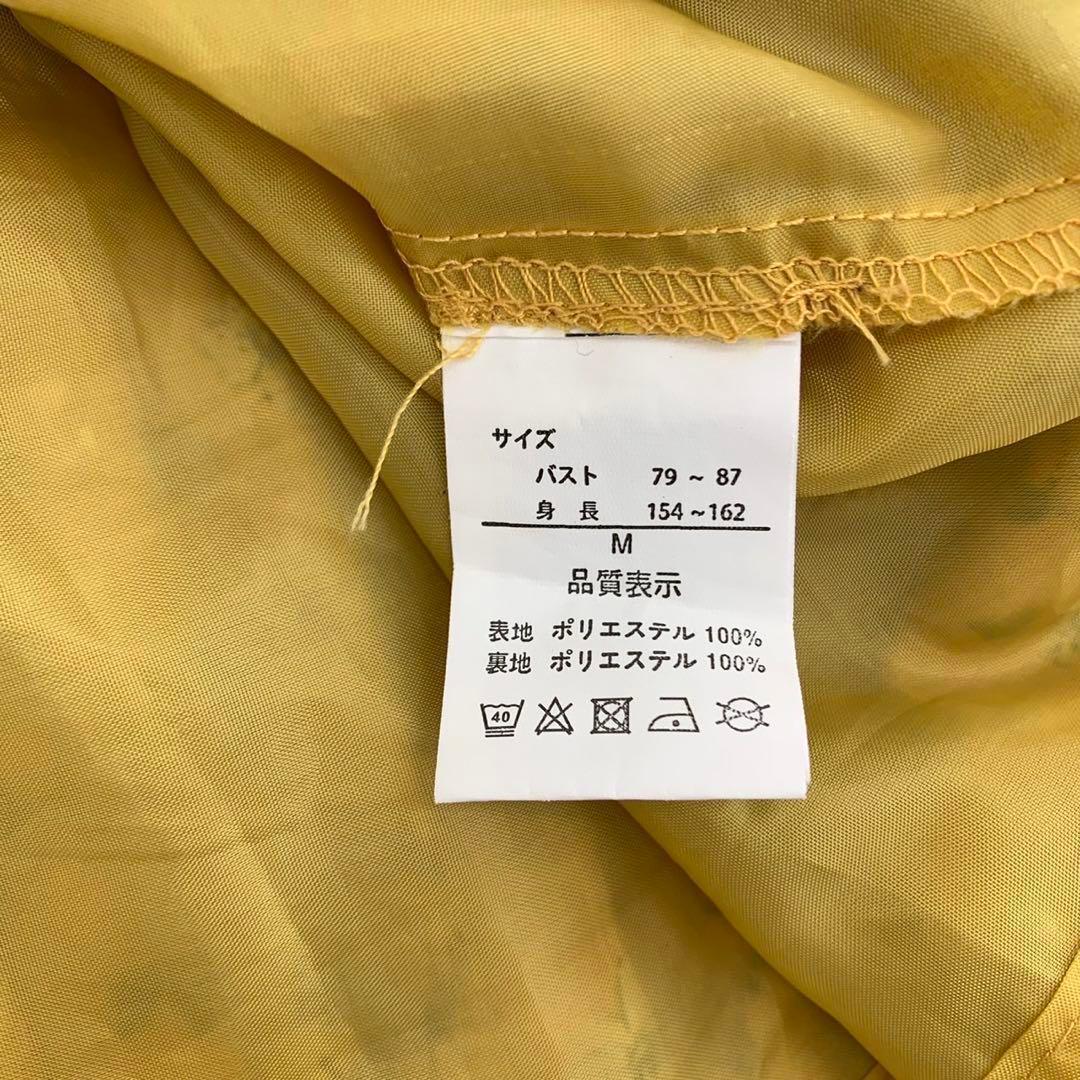 サイズ
バスト 79 ~ 87
身 長 154 ~ 162
M
品質表示
表地 ポリエステル 100%
裏地 ポリエステル 100%
40